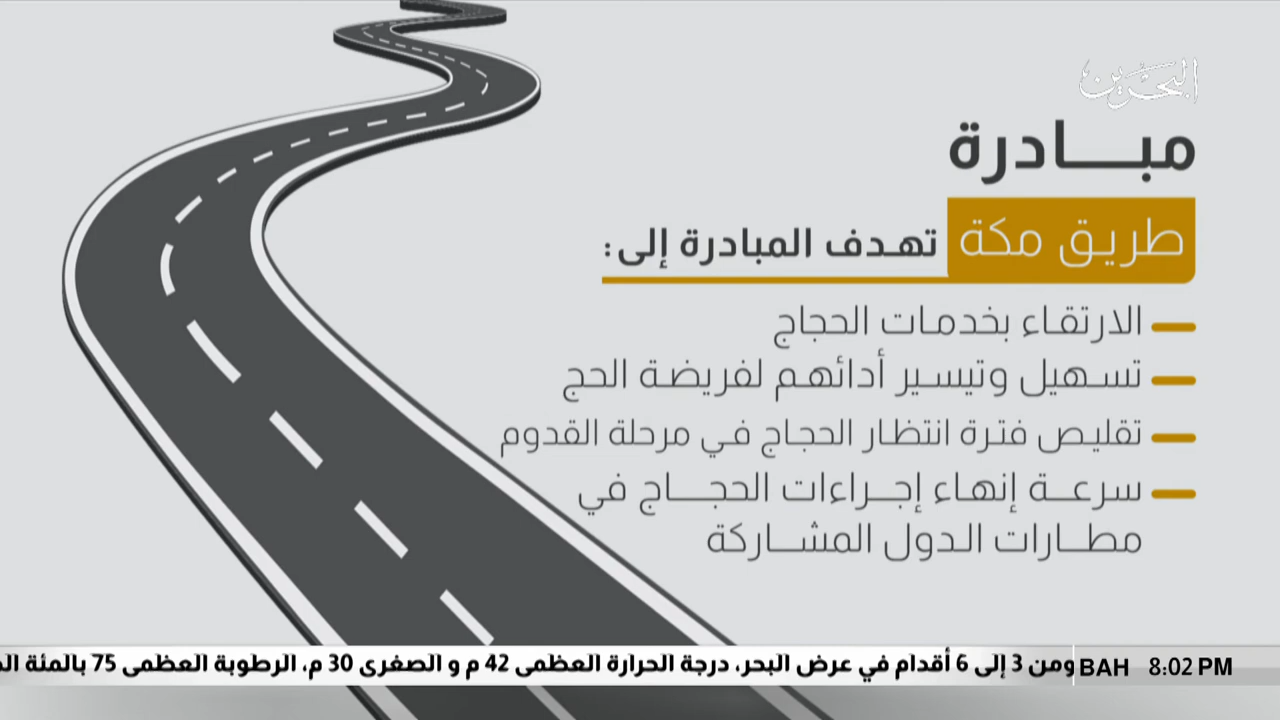 البحرين
مبـــــادرة
طريق مكة
تهدف المبادرة إلى:
الارتقاء بخدمات الحجاج
تسهيل وتيسير أدائهم لفريضة الحج
تقليص فترة انتظار الحجاج في مرحلة القدوم
سرعة إنهاء إجراءات الحجاج في
مطارات الدول المشاركة
ومن 3 إلى 6 أقدام في عرض البحر، درجة الحرارة العظمى 42 م و الصغرى 30 م، الرطوبة العظمى 75 بالمئة
BAH 8:02 PM